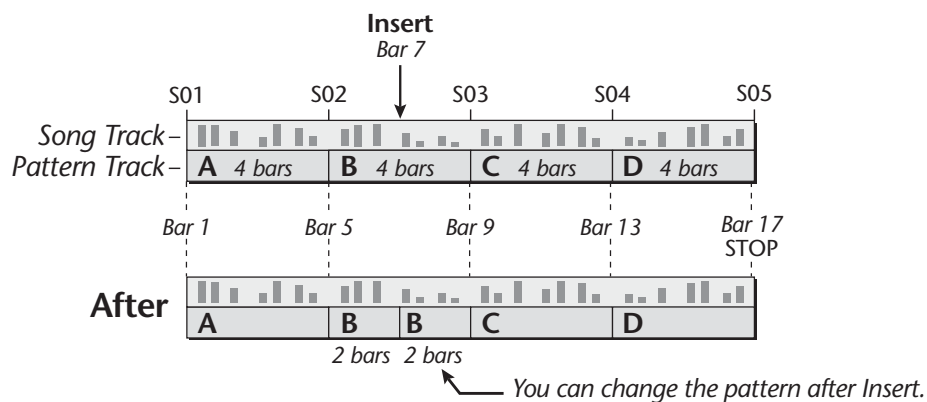 Insert
Bar 7
S01 S02 S03 S04 S05
Song Track
Pattern Track
A 4 bars B 4 bars C 4 bars D 4 bars
Bar 1 Bar 5 Bar 9 Bar 13 Bar 17
STOP
After
A B B C D
2 bars 2 bars
You can change the pattern after Insert.